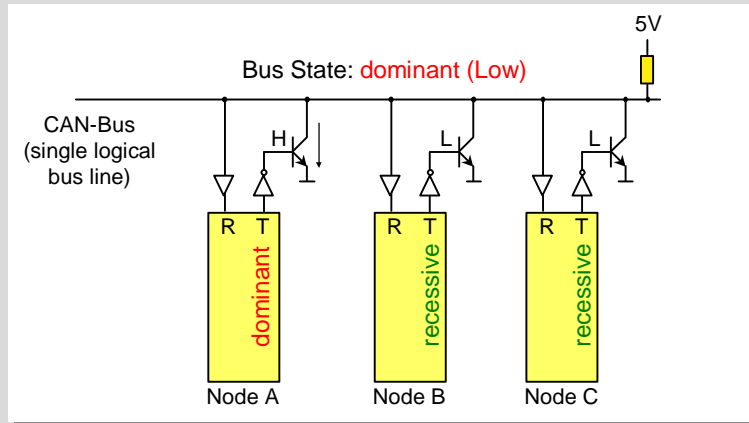 5V
Bus State: dominant (Low)
CAN-Bus
(single logical
bus line)
H
L
L
R T
R T
R T
dominant
recessive
recessive
Node A
Node B
Node C